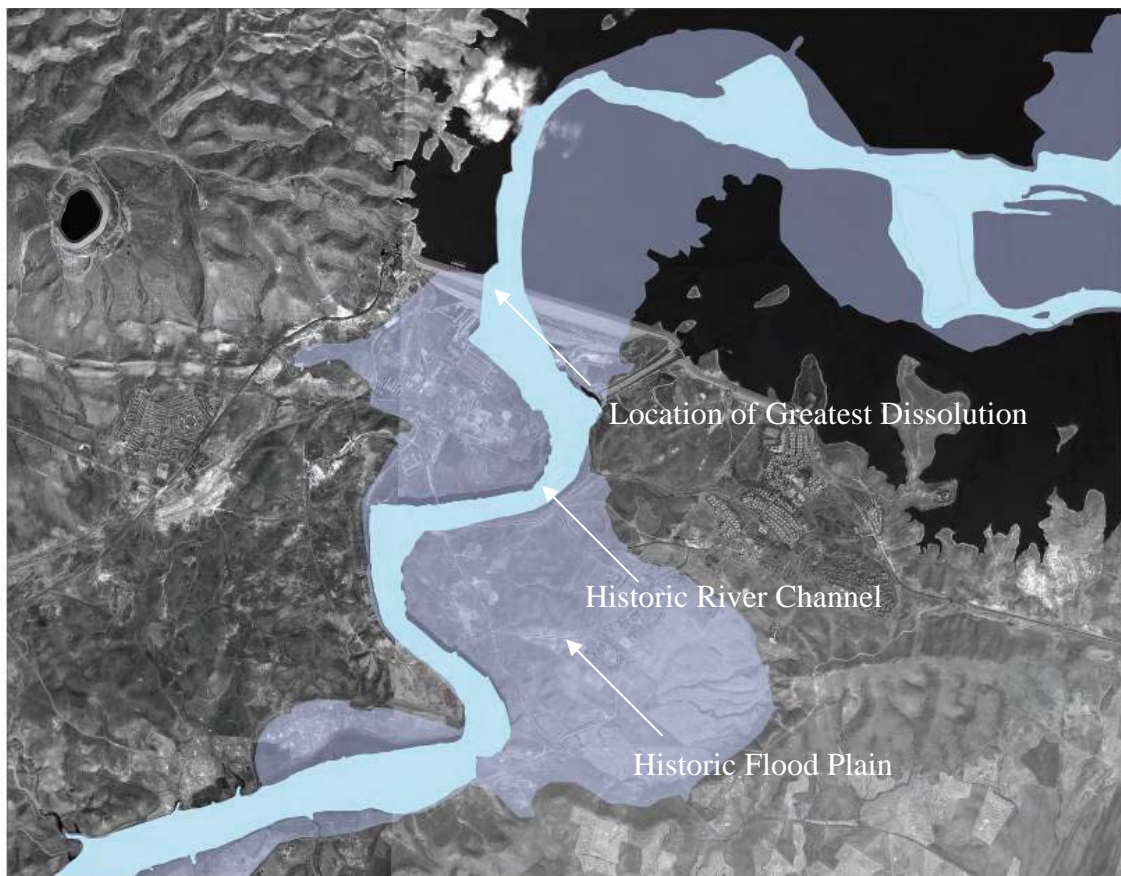 Location of Greatest Dissolution
Historic River Channel
Historic Flood Plain